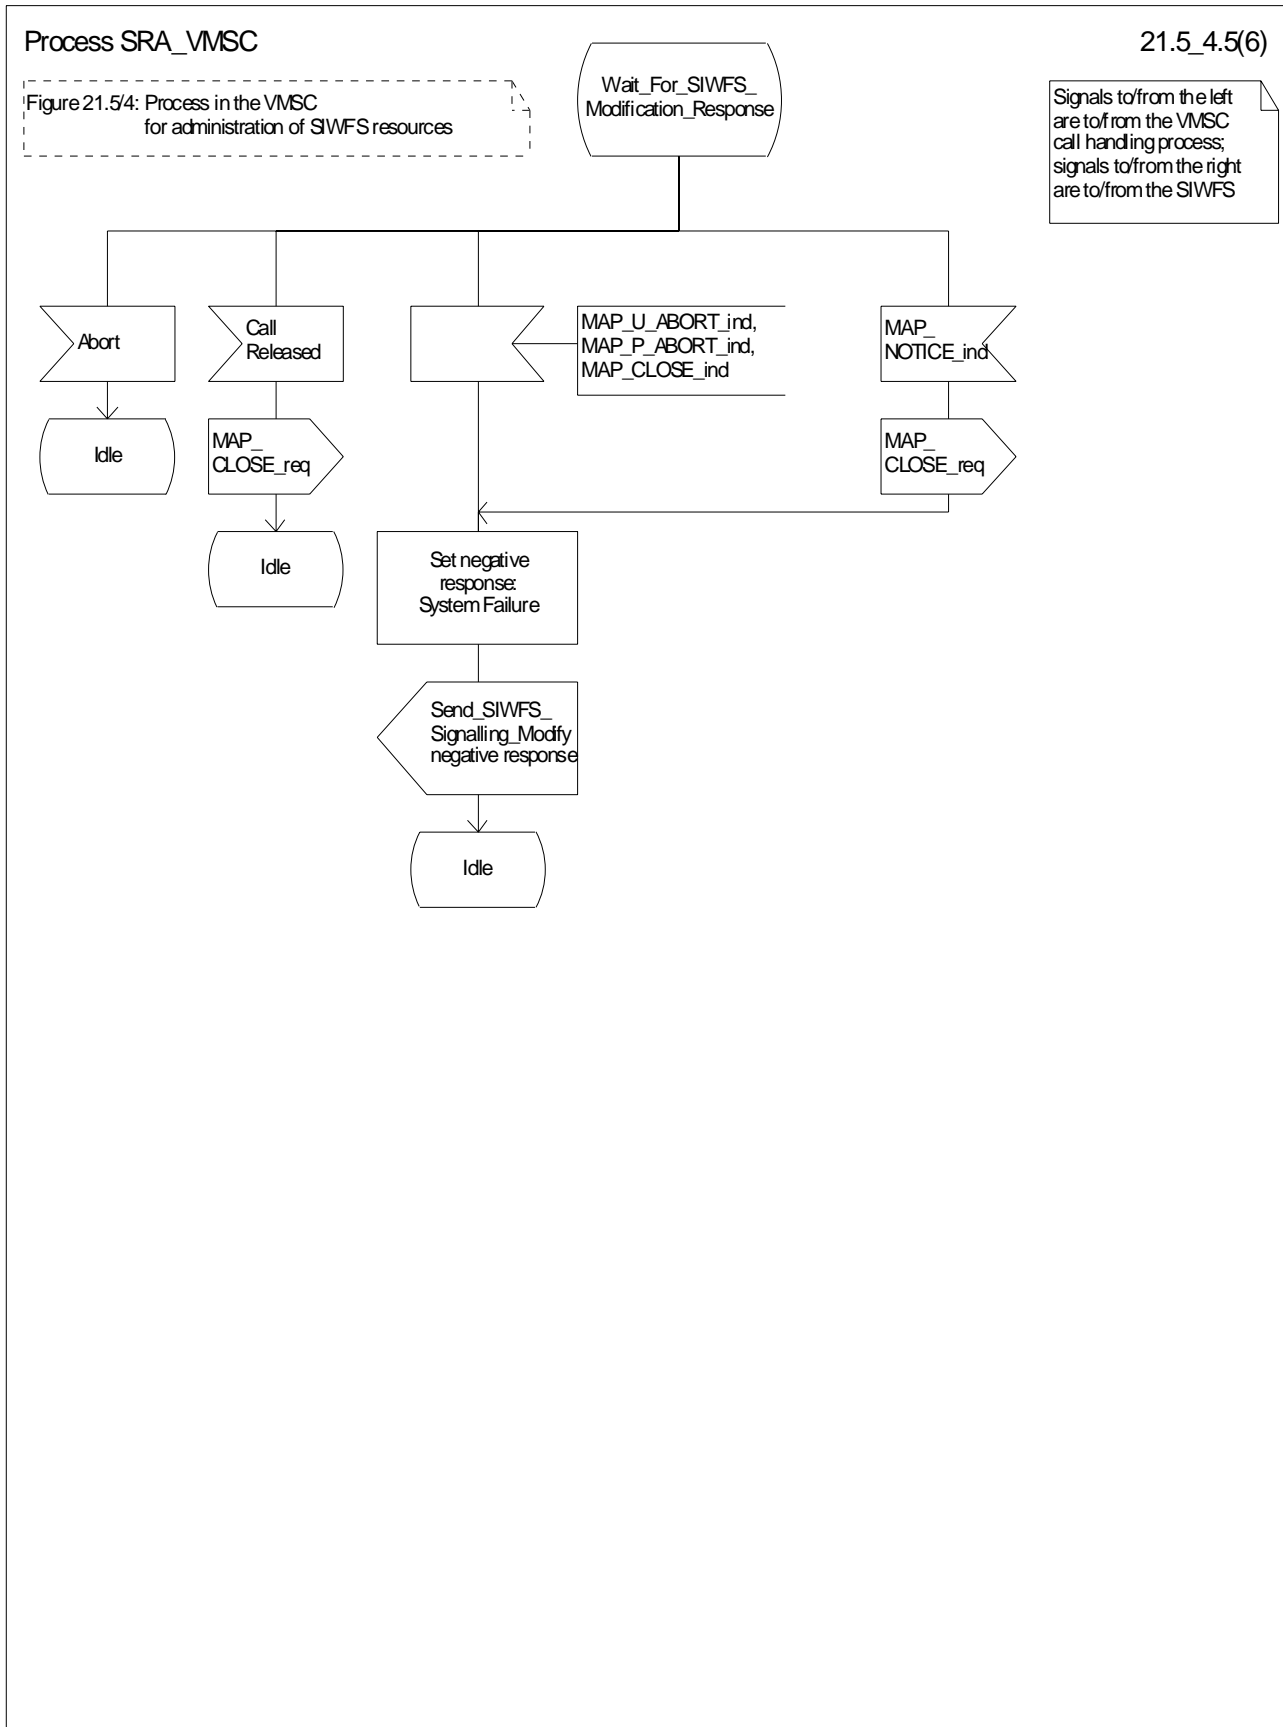 Process SRA_VMSC
21.5_4.5(6)
Figure 21.5/4: Process in the VMSC
for administration of SIWFS resources
Wait_For_SIWFS_
Modification_Response
Signals to/from the left
are to/from the VMSC
call handling process;
signals to/from the right
are to/from the SIWFS
Abort
Call
Released
MAP_U_ABORT_ind,
MAP_P_ABORT_ind,
MAP_CLOSE_ind
MAP_
NOTICE_ind
Idle
MAP_
CLOSE_req
MAP_
CLOSE_req
Idle
Set negative
response:
System Failure
Send_SIWFS_
Signalling_Modify
negative response
Idle